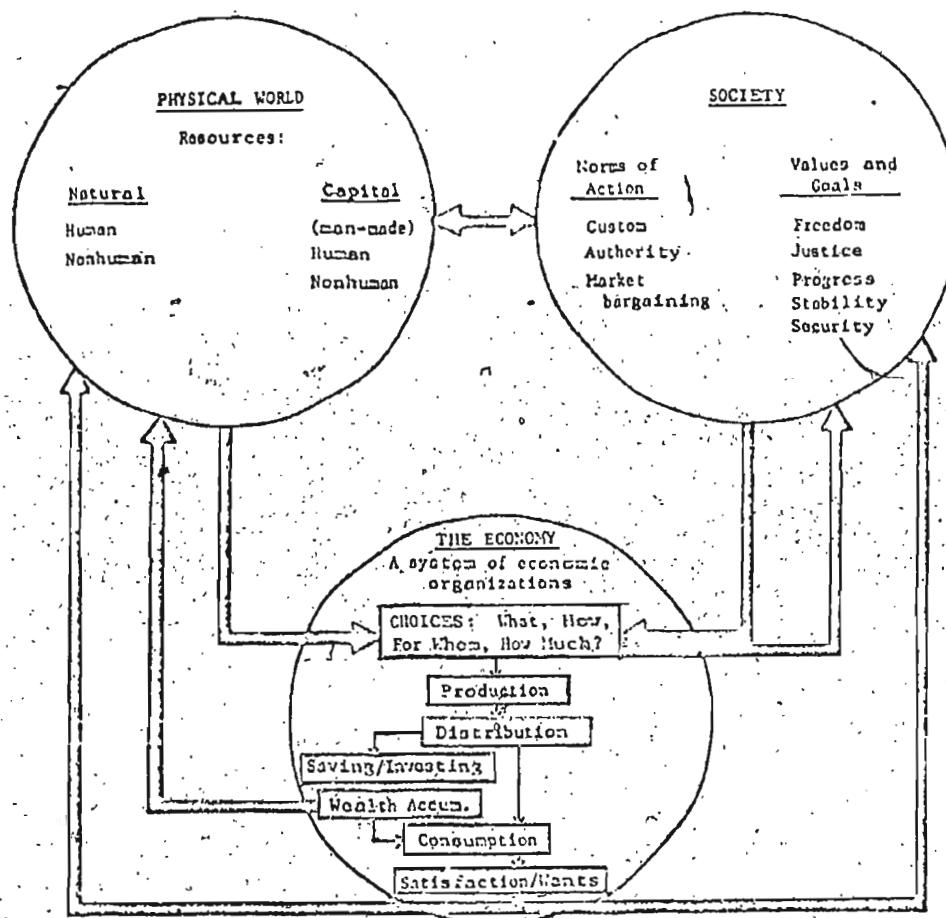 PHYSICAL WORLD
Resources:
Natural
Human
Nonhuman
Capital
(man-made)
Human
Nonhuman
SOCIETY
Norms of
Action
Custom
Authority
Market
bargaining
Values and
Goals
Freedom
Justice
Progress
Stability
Security
THE ECONOMY
A system of economic
organizations
CHOICES: What, How,
For Whom, How Much?
Production
Distribution
Saving/Investing
Wealth Accum.
Consumption
Satisfaction/Wants